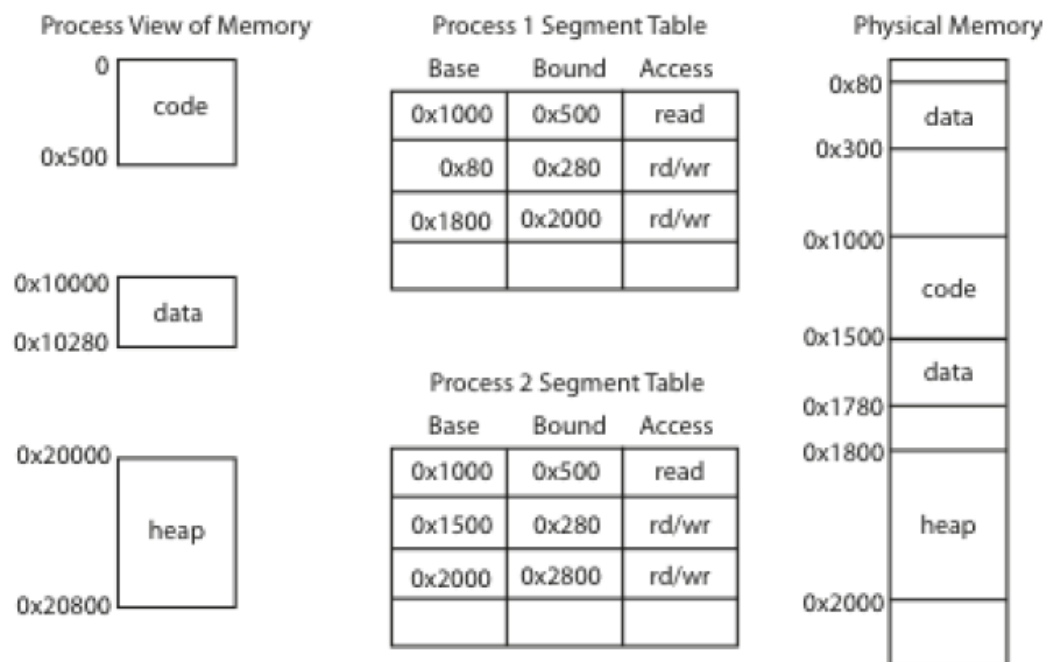 Process View of Memory
0
code
0x500
0x10000
data
0x10280
0x20000
heap
0x20800
Process 1 Segment Table
Base Bound Access
0x1000 0x500 read
0x80 0x280 rd/wr
0x1800 0x2000 rd/wr
Process 2 Segment Table
Base Bound Access
0x1000 0x500 read
0x1500 0x280 rd/wr
0x2000 0x2800 rd/wr
Physical Memory
0x80
data
0x300
0x1000
code
0x1500
data
0x1780
0x1800
heap
0x2000